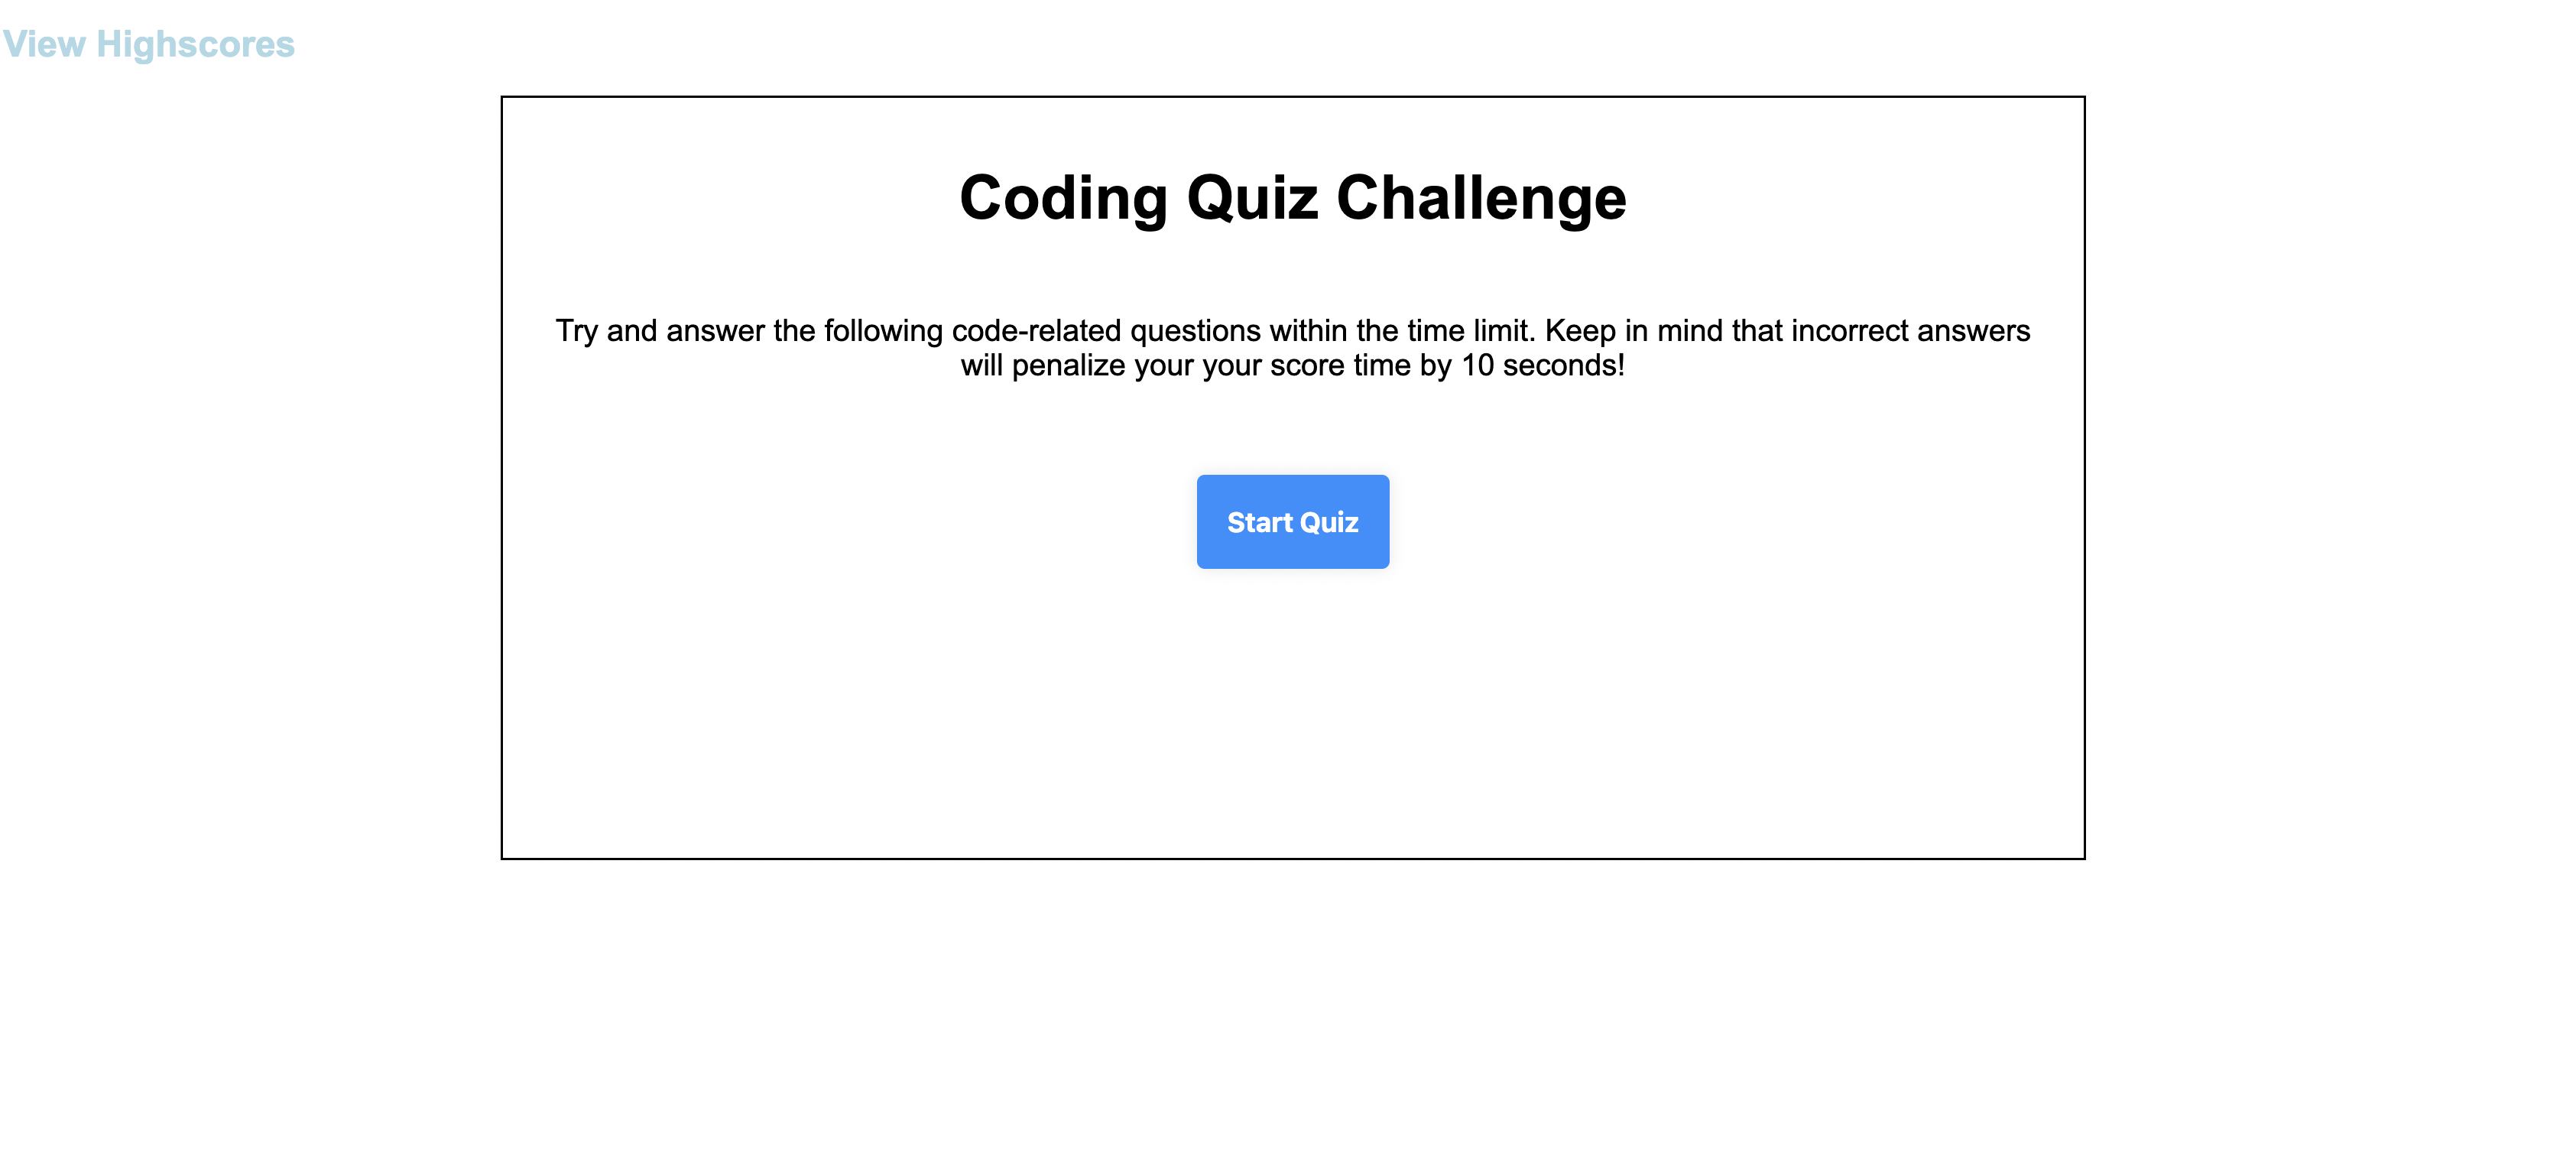 View Highscores
Coding Quiz Challenge
Try and answer the following code-related questions within the time limit. Keep in mind that incorrect answers
will penalize your your score time by 10 seconds!
Start Quiz